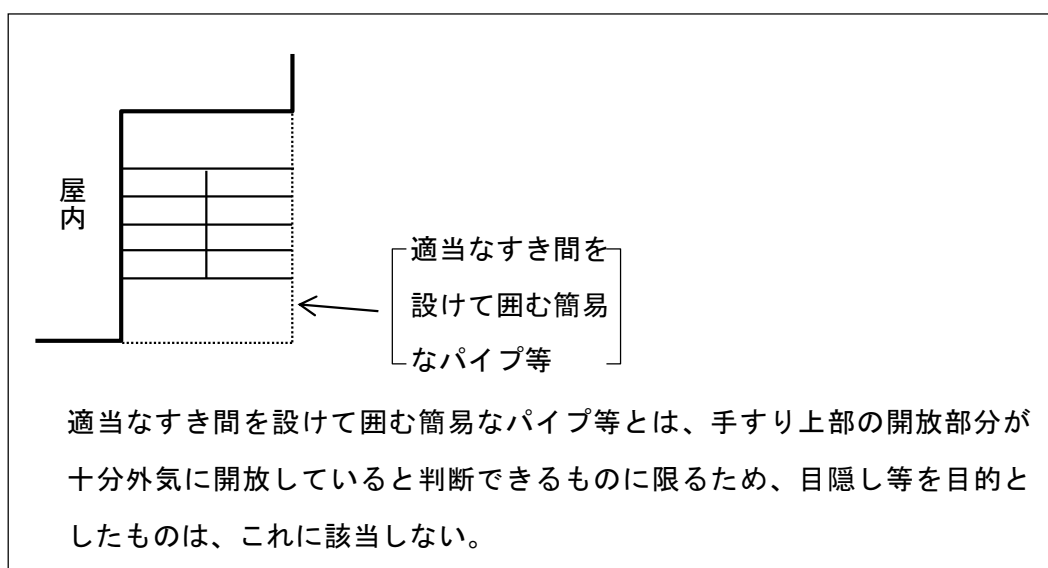 屋内
適当なすき間を
設けて囲む簡易
なパイプ等
適当なすき間を設けて囲む簡易なパイプ等とは、手すり上部の開放部分が
十分外気に開放していると判断できるものに限るため、目隠し等を目的と
したものは、これに該当しない。